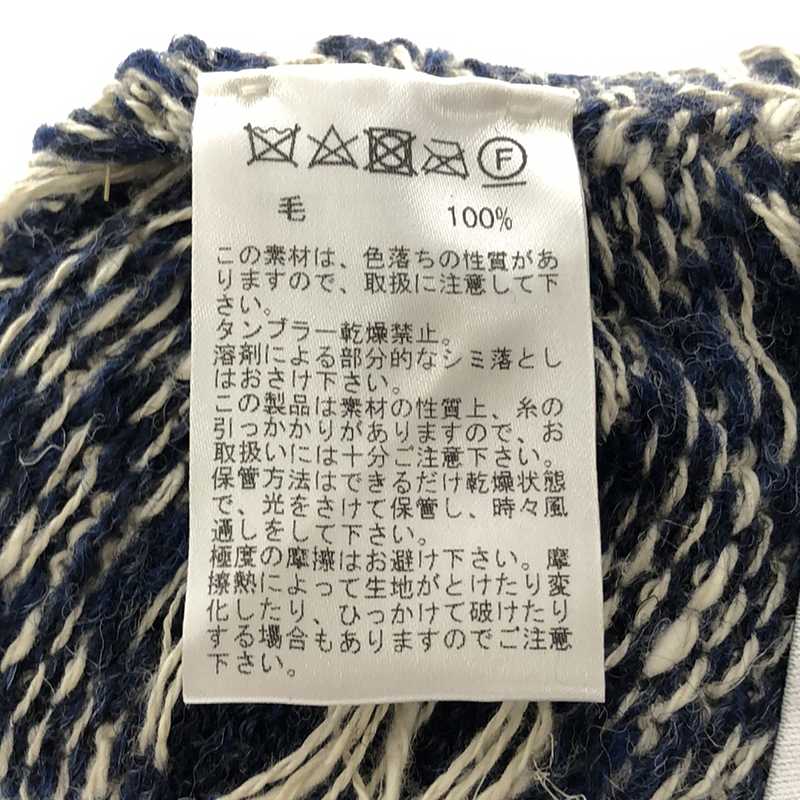 F
毛 100%
この素材は、色落ちの性質があ
りますので、取扱に注意して下
さい。
タンブラー乾燥禁止。
溶剤による部分的なシミ落とし
はおさけ下さい。
この製品は素材の性質上、糸の
引っかかりがありますので、お
取扱いには十分ご注意下さい。
保管方法はできるだけ乾燥状態
で、光をさけて保管し、時々風
通しをして下さい。
極度の摩擦はお避け下さい。摩
擦熱によって生地がとけたり変
化したり、ひっかけて破けたり
する場合もありますのでご注意
下さい。